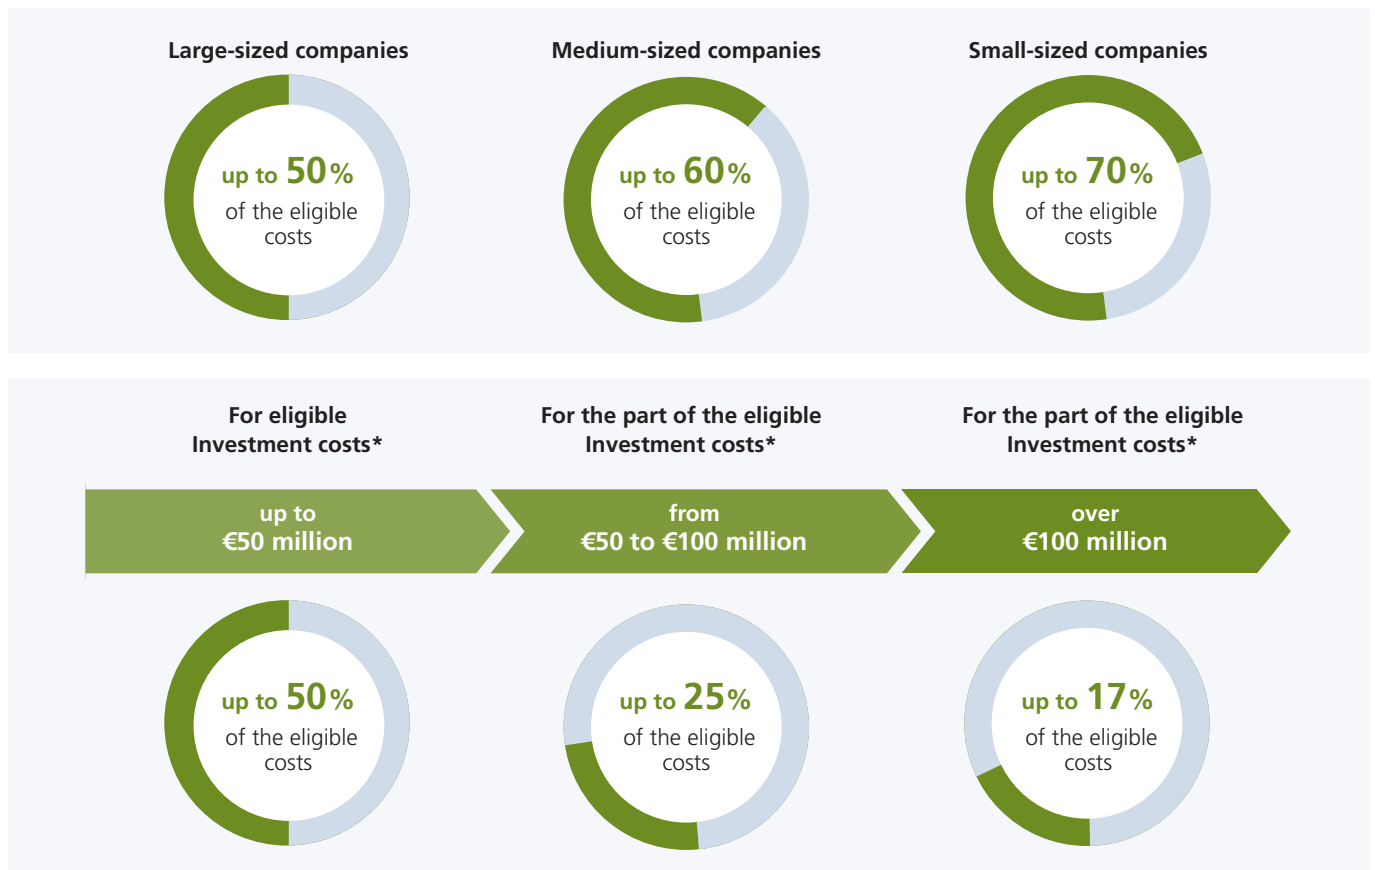 Large-sized companies
up to 50%
of the eligible
costs
Medium-sized companies
up to 60%
of the eligible
costs
Small-sized companies
up to 70%
of the eligible
costs
For eligible
Investment costs*
up to
€50 million
up to 50%
of the eligible
costs
For the part of the eligible
Investment costs*
from
€50 to €100 million
up to 25%
of the eligible
costs
For the part of the eligible
Investment costs*
over
€100 million
up to 17%
of the eligible
costs